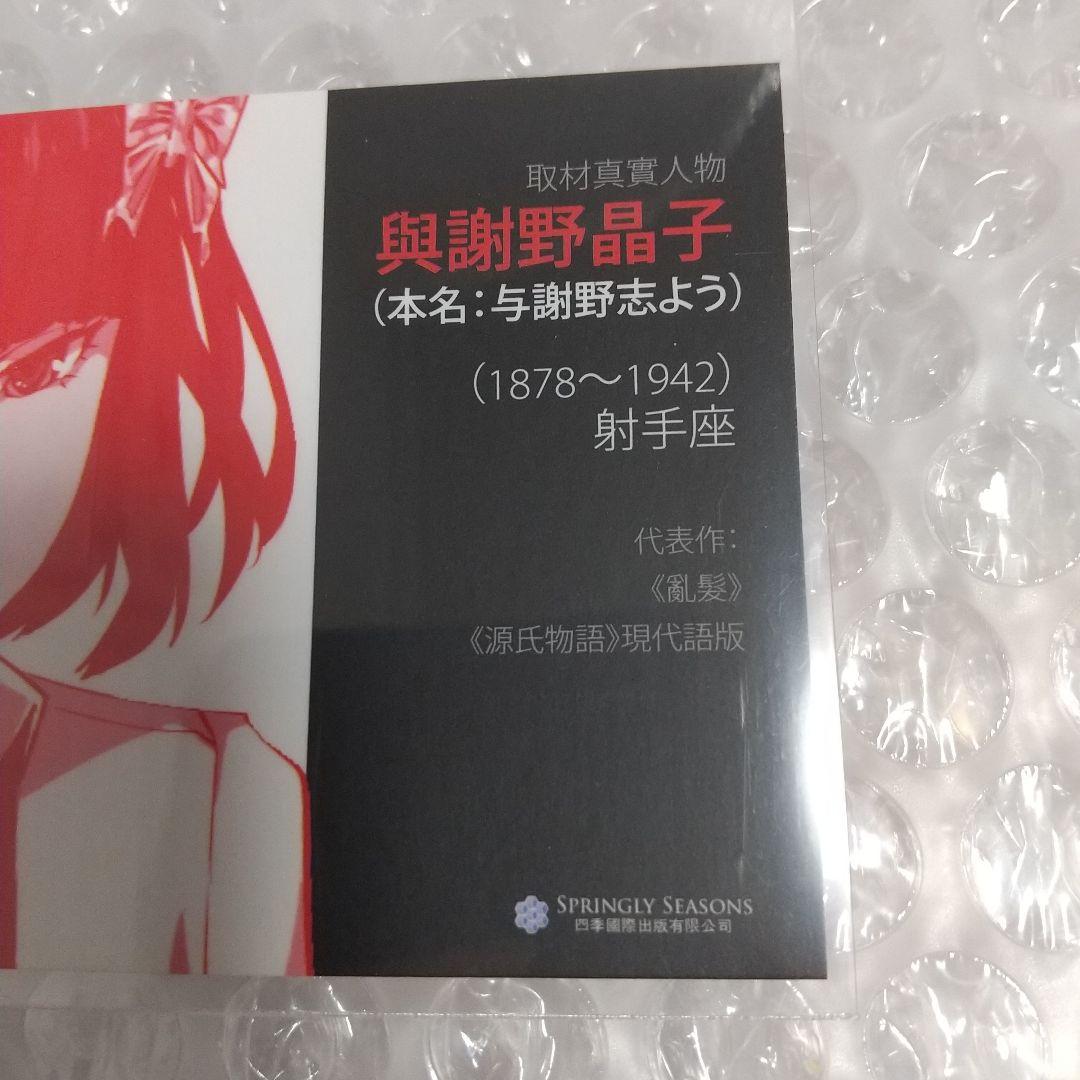 取材真實人物
與謝野晶子
（本名：与謝野志よう）
（1878～1942）
射手座
代表作：
《亂髮》
《源氏物語》現代語版
SPRINGLY SEASONS
四季國際出版有限公司